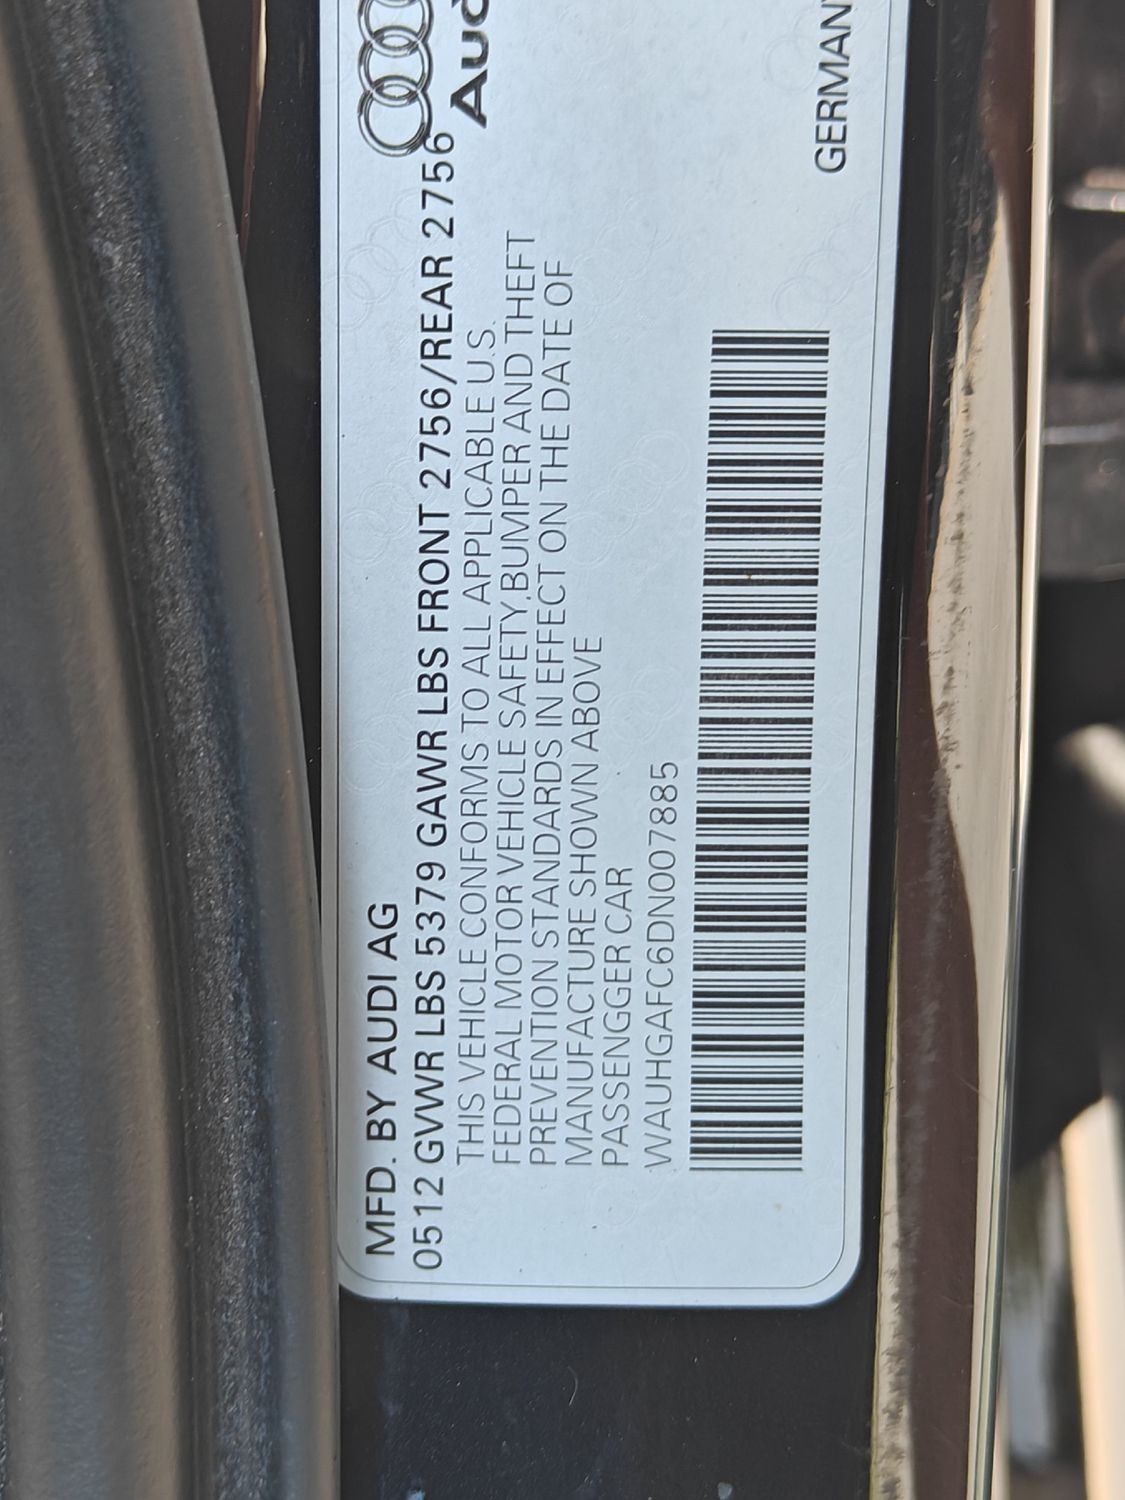 MFD. BY AUDI AG
0512 GVWR LBS 5379 GAWR LBS FRONT 2756/REAR 2756
Aud
THIS VEHICLE CONFORMS TO ALL APPLICABLE U.S.
FEDERAL MOTOR VEHICLE SAFETY,BUMPER AND THEFT
PREVENTION STANDARDS IN EFFECT ON THE DATE OF
MANUFACTURE SHOWN ABOVE
PASSENGGER CAR
WAUHGAFC6DN007885
GERMAN